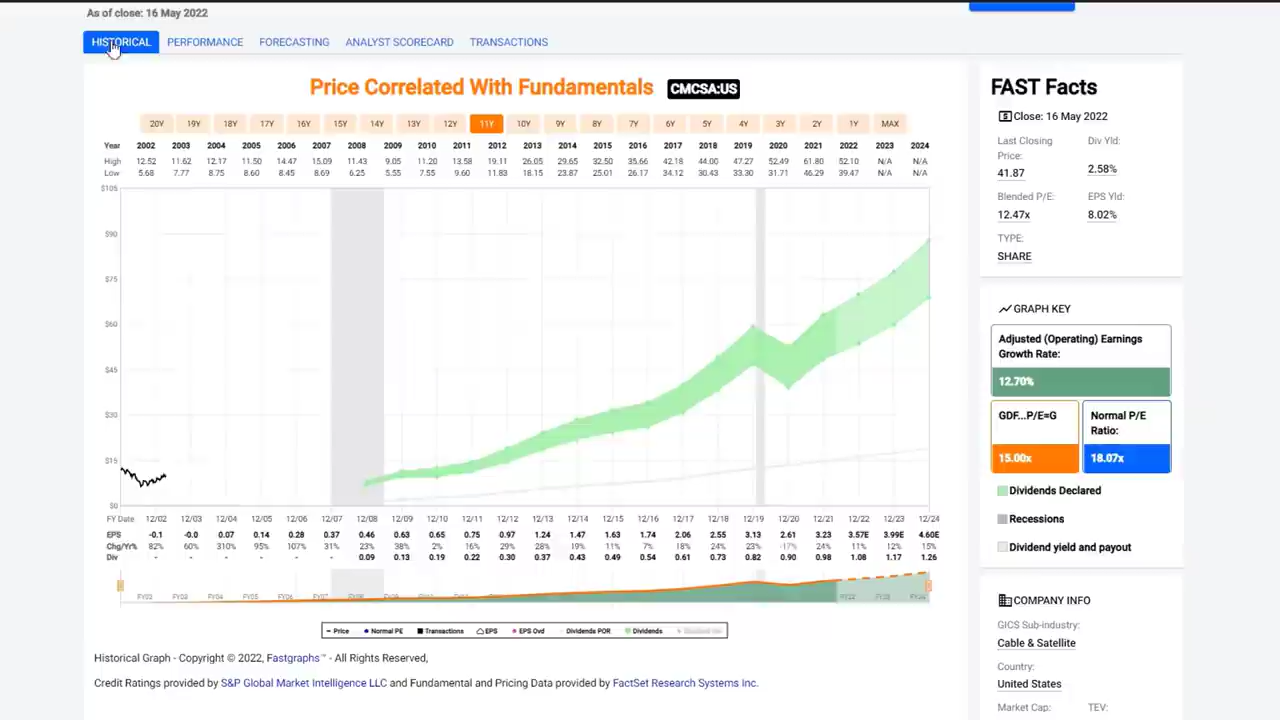 As of close: 16 May 2022
HISTORICAL PERFORMANCE FORECASTING ANALYST SCORECARD TRANSACTIONS
Price Correlated With Fundamentals CMCSA:US
20Y 19Y 18Y 17Y 16Y 15Y 14Y 13Y 12Y 11Y 10Y 9Y 8Y 7Y 6Y 5Y 4Y 3Y 2Y 1Y MAX
Year 2002 2003 2004 2005 2006 2007 2008 2009 2010 2011 2012 2013 2014 2015 2016 2017 2018 2019 2020 2021 2022 2023 2024
High 12.52 11.62 12.17 11.50 14.47 15.09 11.43 9.05 11.20 13.58 19.11 26.05 29.65 32.50 35.66 42.18 44.00 47.27 52.49 61.80 52.10 N/A N/A
Low 5.68 7.77 8.75 8.60 8.45 8.69 6.25 5.55 7.55 9.60 11.83 18.15 23.87 25.01 26.17 34.12 30.43 33.30 31.71 46.29 39.47 N/A N/A
$105
$90
$75
$60
$45
$30
$15
$0
FY Date 12/02 12/03 12/04 12/05 12/06 12/07 12/08 12/09 12/10 12/11 12/12 12/13 12/14 12/15 12/16 12/17 12/18 12/19 12/20 12/21 12/22 12/23 12/24
EPS -0.1 -0.0 0.07 0.14 0.28 0.37 0.46 0.63 0.65 0.75 0.97 1.24 1.47 1.63 1.74 2.06 2.55 3.13 2.61 3.23 3.57E 3.99E 4.60E
Chg/Yr% 82% 60% 310% 95% 107% 31% 23% 38% 2% 16% 29% 28% 19% 11% 7% 18% 24% 23% -17% 24% 11% 12% 15%
Div - - - - - - 0.09 0.13 0.19 0.22 0.30 0.37 0.43 0.49 0.54 0.61 0.73 0.82 0.90 0.98 1.08 1.17 1.26
FY02 FY03 FY04 FY05 FY06 FY07
Price Normal PE Transactions EPS EPS Ovd Dividends POR Dividends
Historical Graph - Copyright © 2022, Fastgraphs™ - All Rights Reserved,
Credit Ratings provided by S&P Global Market Intelligence LLC and Fundamental and Pricing Data provided by FactSet Research Systems Inc.
FAST Facts
Close: 16 May 2022
Last Closing Price: Div Yld:
41.87 2.58%
Blended P/E: EPS Yld:
12.47x 8.02%
TYPE:
SHARE
GRAPH KEY
Adjusted (Operating) Earnings
Growth Rate:
12.70%
GDF...P/E=G Normal P/E Ratio:
15.00x 18.07x
Dividends Declared
Recessions
Dividend yield and payout
COMPANY INFO
GICS Sub-industry:
Cable & Satellite
Country:
United States
Market Cap: TEV: